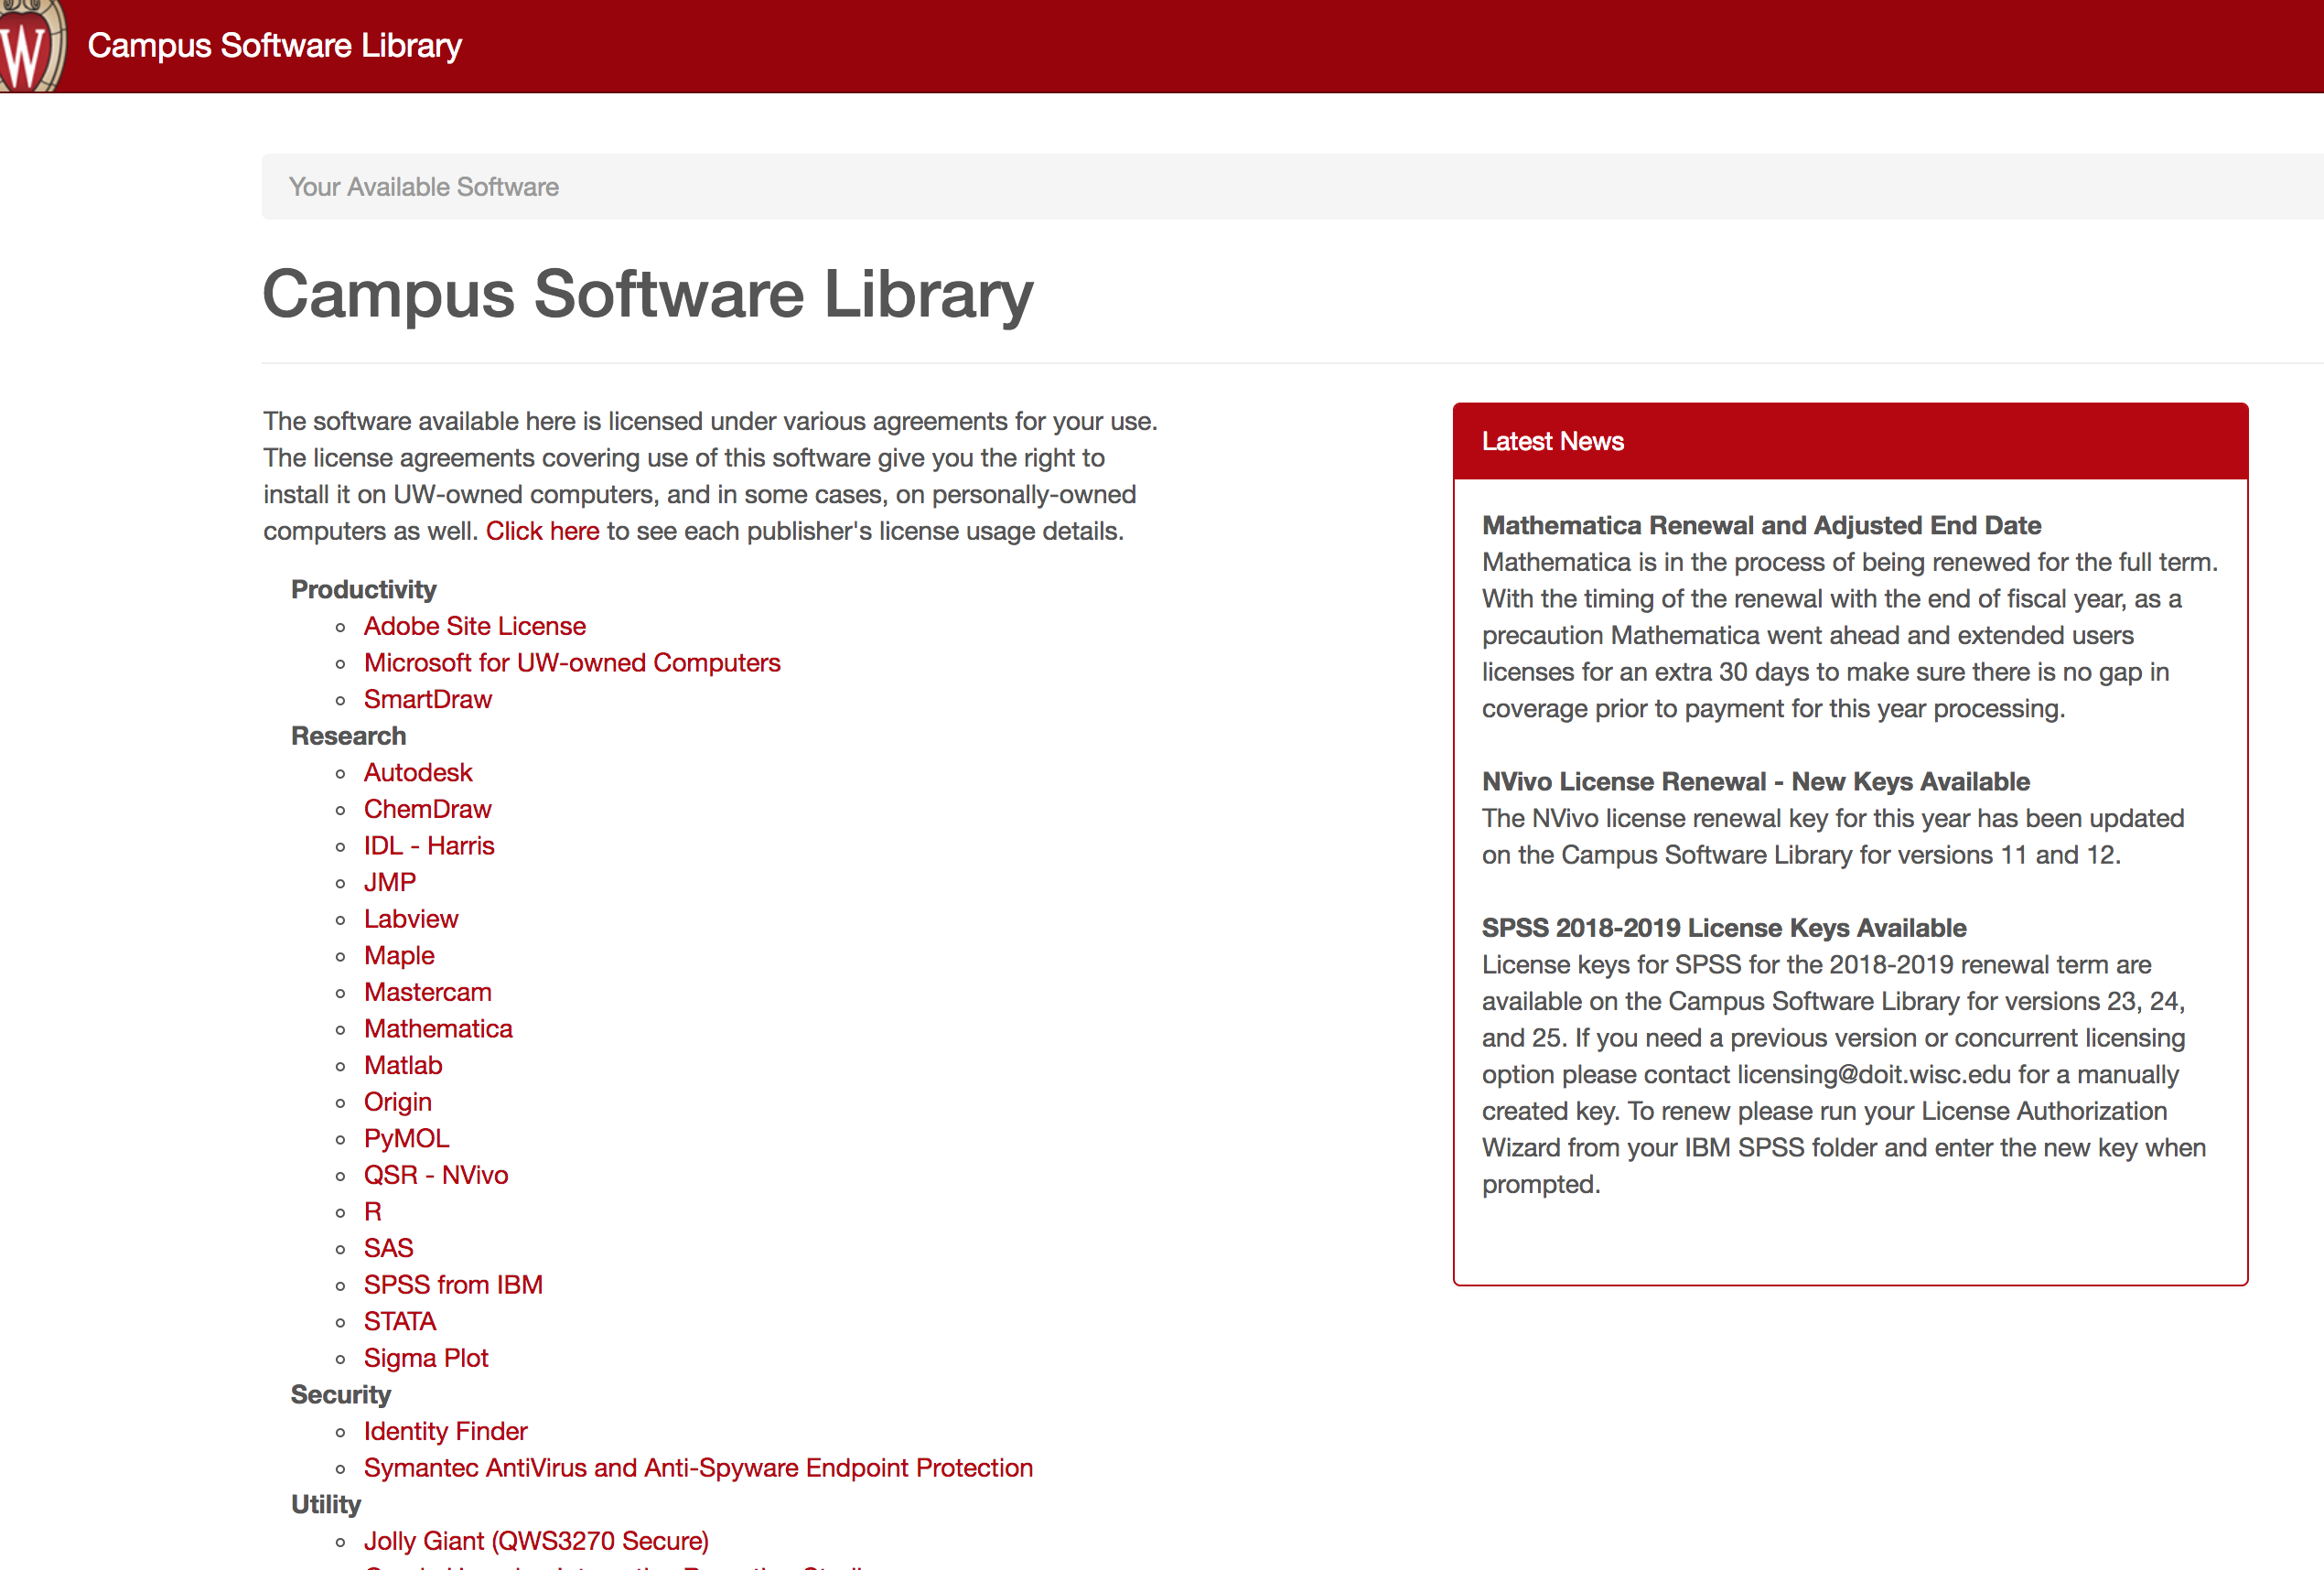 W
Campus Software Library
Your Available Software
Campus Software Library
The software available here is licensed under various agreements for your use.
The license agreements covering use of this software give you the right to
install it on UW-owned computers, and in some cases, on personally-owned
computers as well. Click here to see each publisher's license usage details.
Productivity
Adobe Site License
Microsoft for UW-owned Computers
SmartDraw
Research
Autodesk
ChemDraw
IDL - Harris
JMP
Labview
Maple
Mastercam
Mathematica
Matlab
Origin
PyMOL
QSR - NVivo
R
SAS
SPSS from IBM
STATA
Sigma Plot
Security
Identity Finder
Symantec AntiVirus and Anti-Spyware Endpoint Protection
Utility
Jolly Giant (QWS3270 Secure)
Latest News
Mathematica Renewal and Adjusted End Date
Mathematica is in the process of being renewed for the full term.
With the timing of the renewal with the end of fiscal year, as a
precaution Mathematica went ahead and extended users
licenses for an extra 30 days to make sure there is no gap in
coverage prior to payment for this year processing.
NVivo License Renewal - New Keys Available
The NVivo license renewal key for this year has been updated
on the Campus Software Library for versions 11 and 12.
SPSS 2018-2019 License Keys Available
License keys for SPSS for the 2018-2019 renewal term are
available on the Campus Software Library for versions 23, 24,
and 25. If you need a previous version or concurrent licensing
option please contact licensing@doit.wisc.edu for a manually
created key. To renew please run your License Authorization
Wizard from your IBM SPSS folder and enter the new key when
prompted.